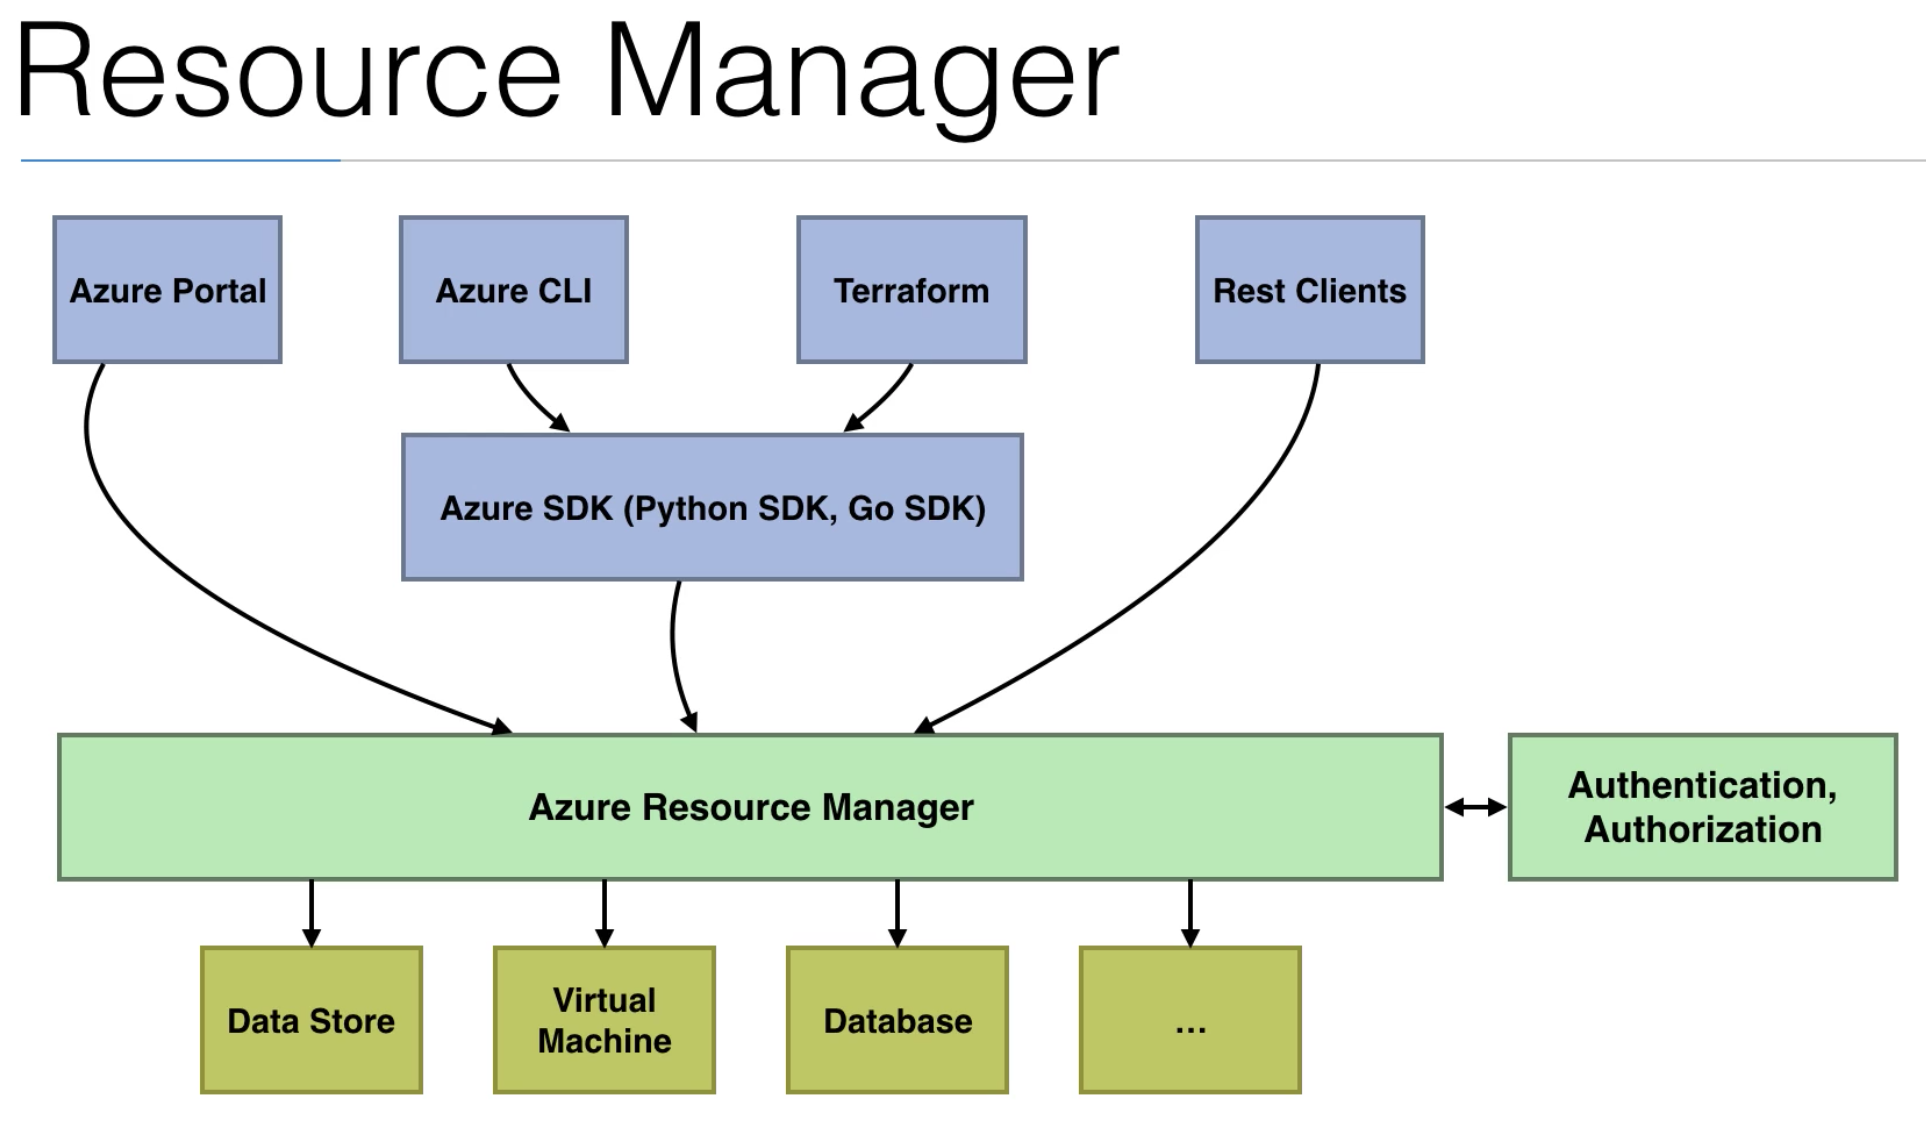 Resource Manager
Azure Portal
Azure CLI
Terraform
Rest Clients
Azure SDK (Python SDK, Go SDK)
Azure Resource Manager
Authentication,
Authorization
Data Store
Virtual
Machine
Database
...